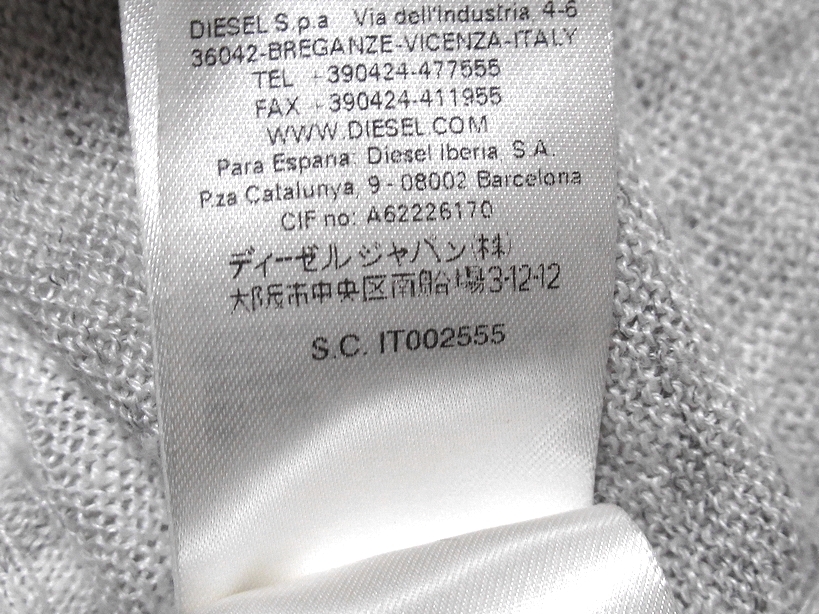 DIESEL S.p.a Via dell'Industria, 4-6
36042-BREGANZE-VICENZA-ITALY
TEL +390424-477555
FAX +390424-411955
WWW.DIESEL.COM
Para Espana: Diesel Iberia S.A.
P.za Catalunya, 9 - 08002 Barcelona
CIF no: A62226170
ディーゼルジャパン(株)
大阪市中央区南船場3-12-12
S.C. IT002555